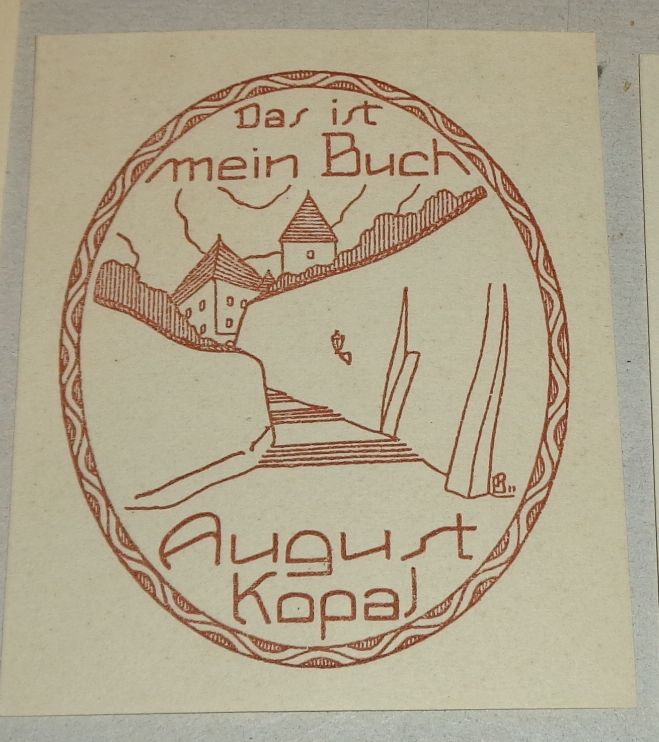 Das ist
mein Buch
August
Kopal